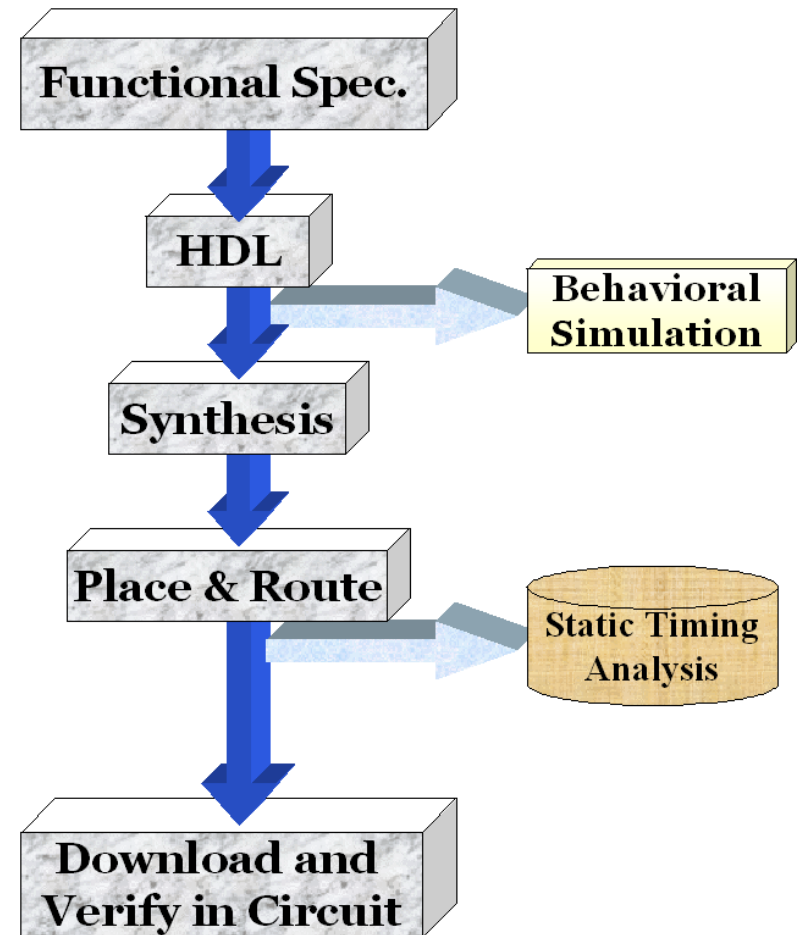 Functional Spec.
HDL
Behavioral
Simulation
Synthesis
Place & Route
Static Timing
Analysis
Download and
Verify in Circuit